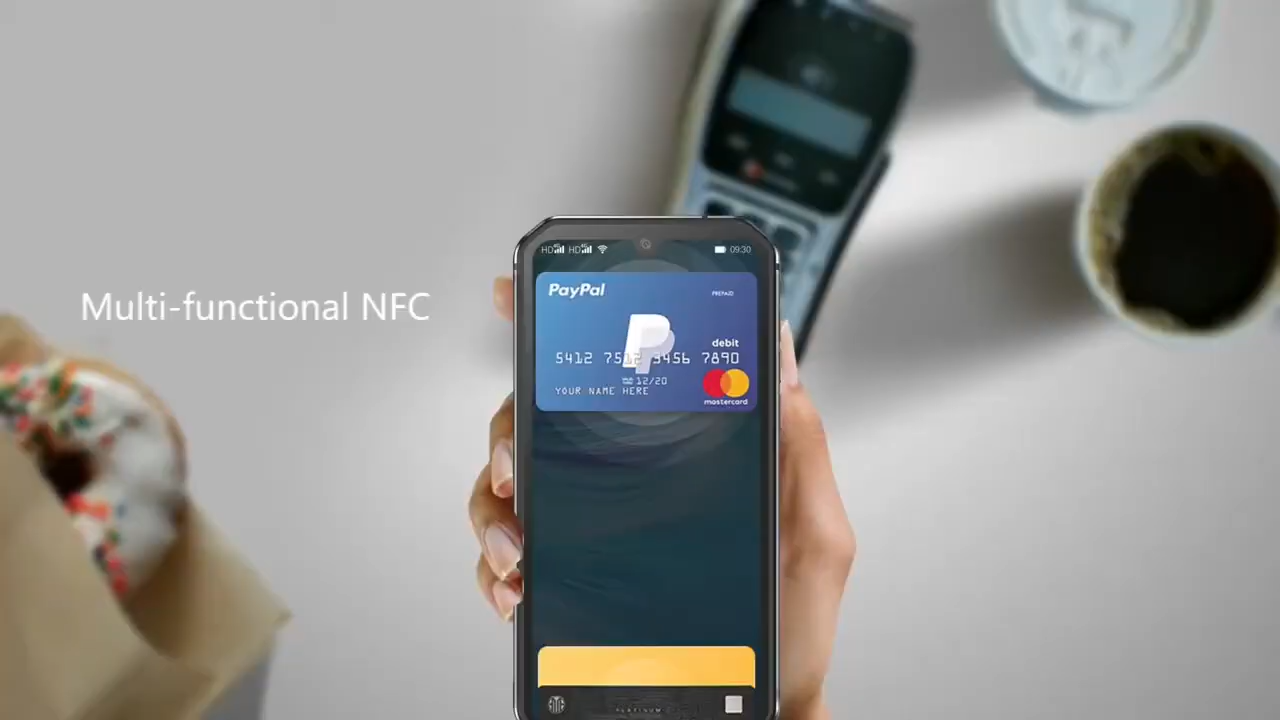 HD HD 09:30
PayPal PREPAID
Multi-functional NFC
debit
5412 7512 3456 7890
12/20
YOUR NAME HERE
mastercard